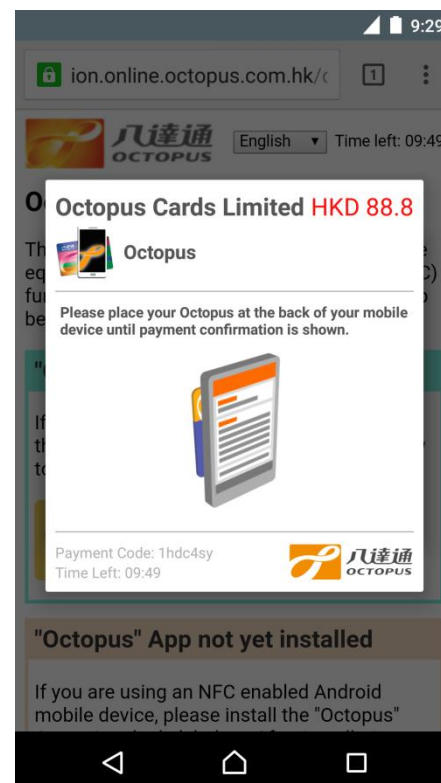 9:29
ion.online.octopus.com.hk/
1
八達通
OCTOPUS
English
Time left: 09:49
Octopus Cards Limited HKD 88.8
Octopus
Please place your Octopus at the back of your mobile
device until payment confirmation is shown.
Payment Code: 1hdc4sy
Time Left: 09:49
八達通
OCTOPUS
"Octopus" App not yet installed
If you are using an NFC enabled Android
mobile device, please install the "Octopus"